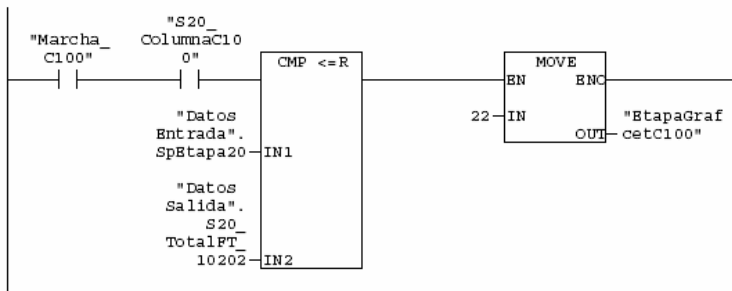 "S20_
"Marcha_ ColumnaC10
C100" 0" CMP <=R MOVE
EN ENO
"Datos 22 IN "EtapaGraf
Entrada". OUT cetC100"
SpEtapa20 IN1
"Datos
Salida".
S20_
TotalFT_
10202 IN2